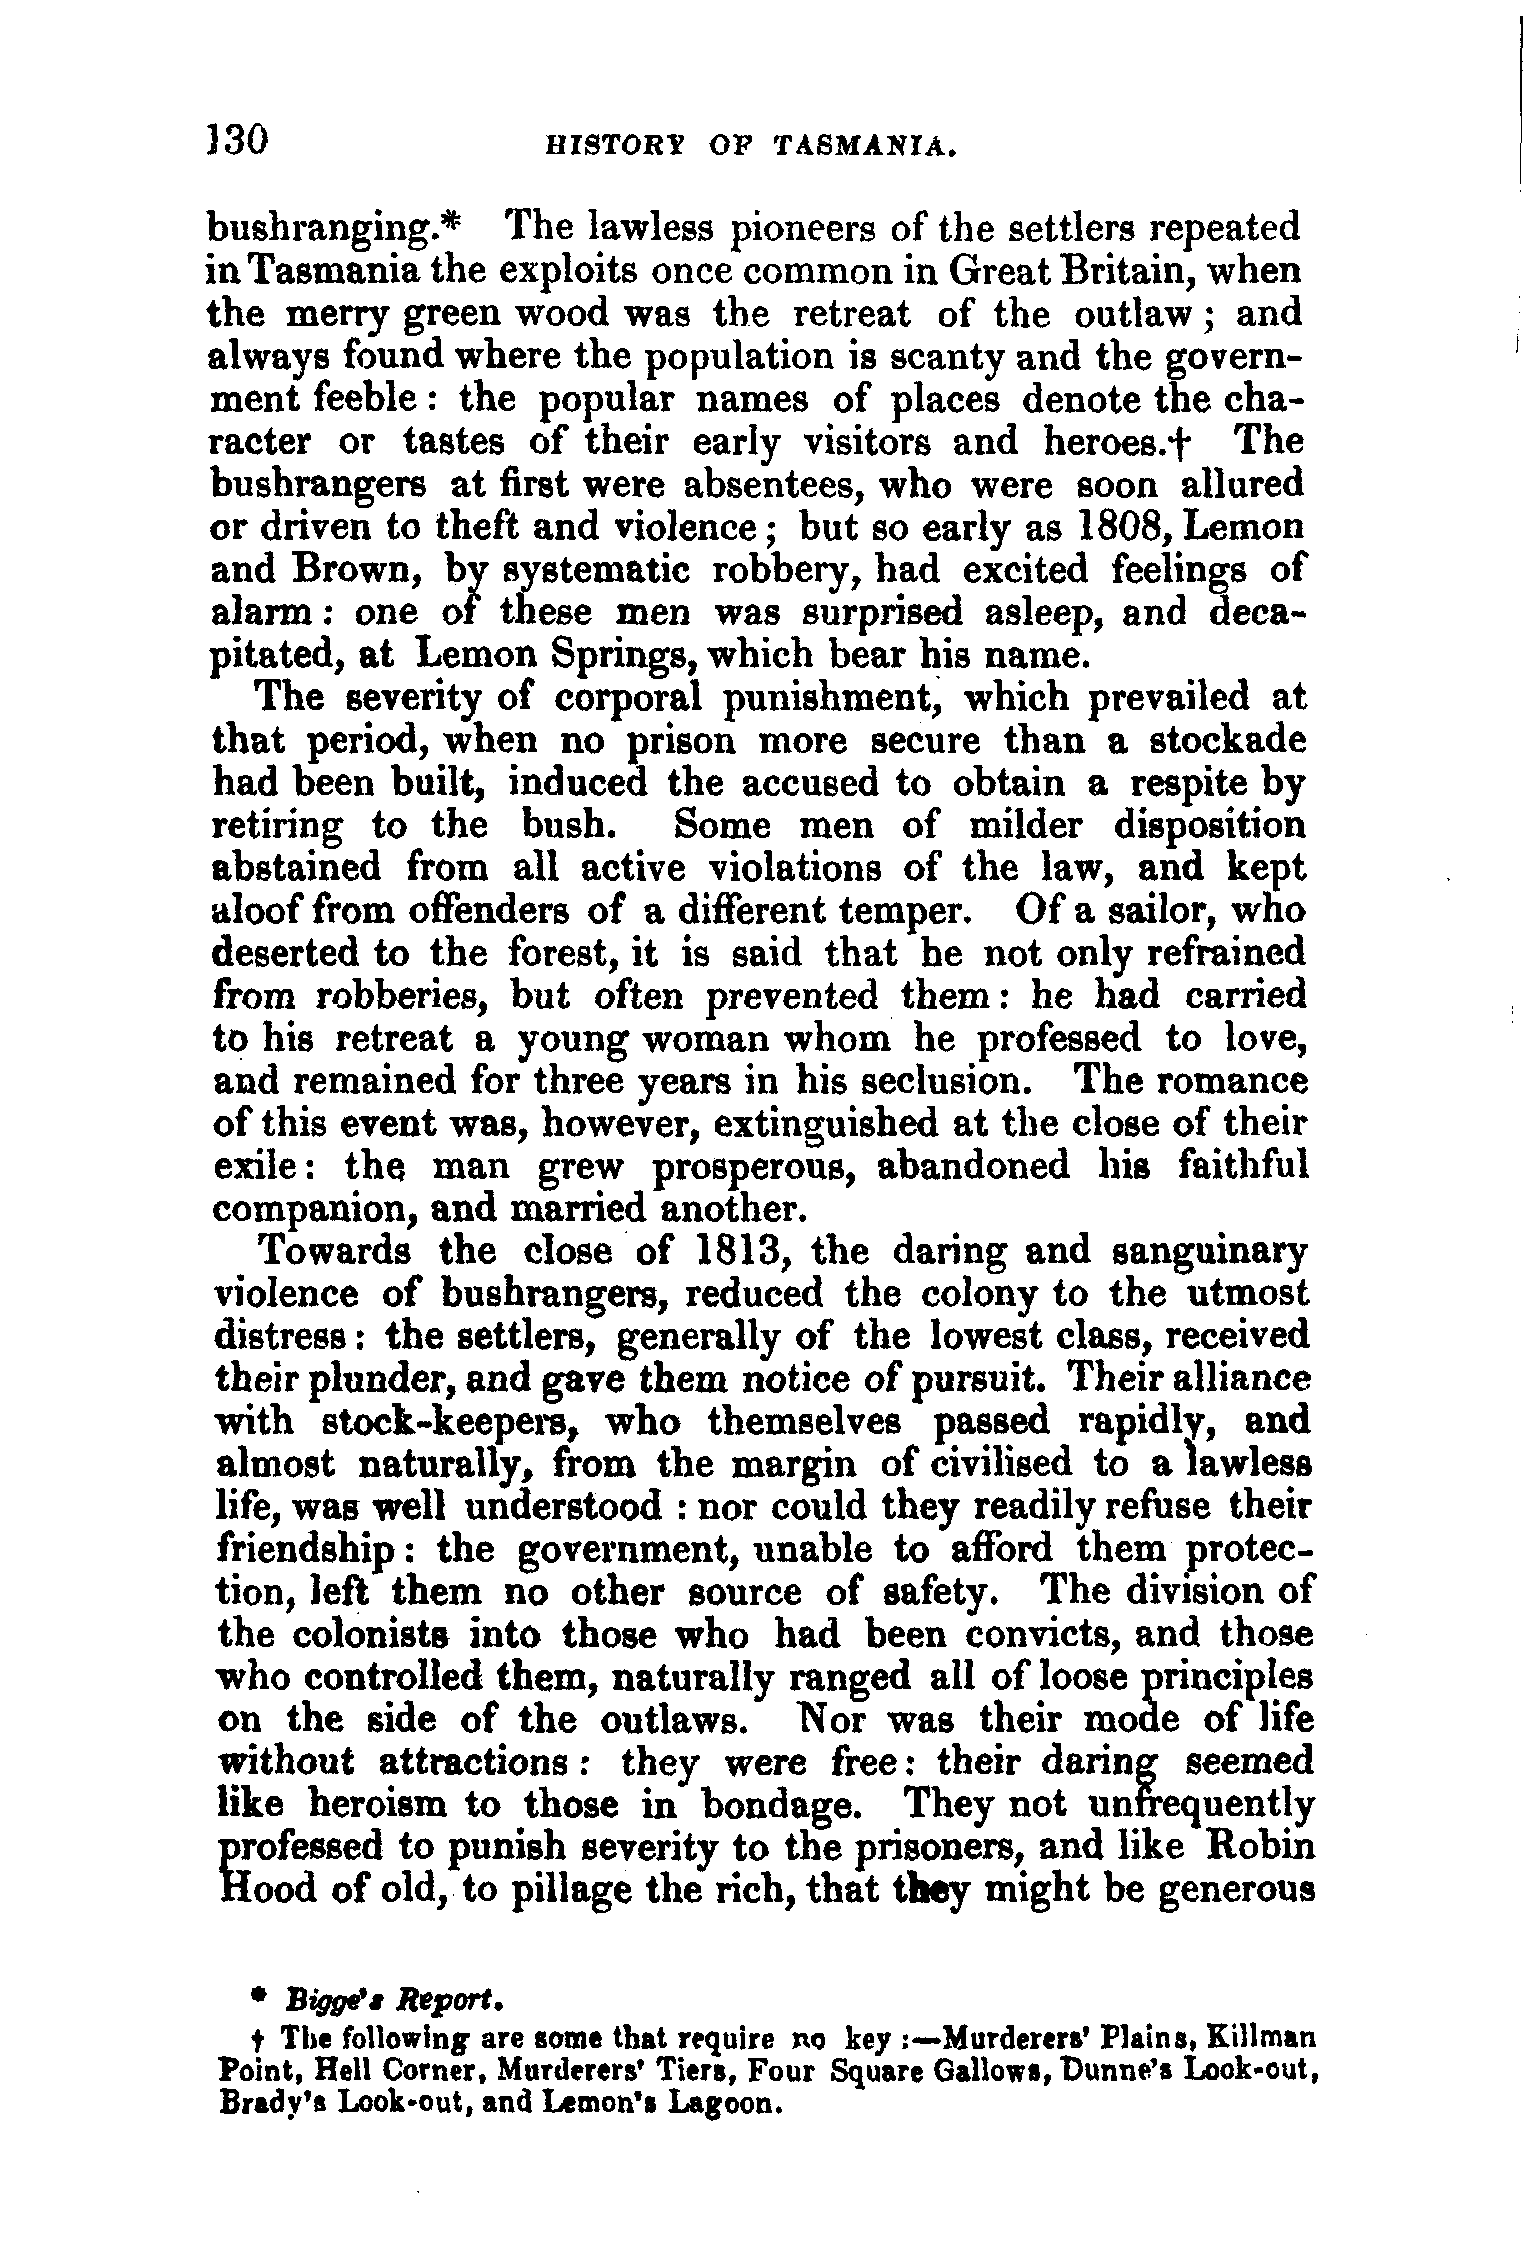 130 HISTORY OF TASMANIA.
bushranging.* The lawless pioneers of the settlers repeated
in Tasmania the exploits once common in Great Britain, when
the merry green wood was the retreat of the outlaw; and
always found where the population is scanty and the govern-
ment feeble: the popular names of places denote the cha-
racter or tastes of their early visitors and heroes.† The
bushrangers at first were absentees, who were soon allured
or driven to theft and violence; but so early as 1808, Lemon
and Brown, by systematic robbery, had excited feelings of
alarm: one of these men was surprised asleep, and deca-
pitated, at Lemon Springs, which bear his name.
The severity of corporal punishment, which prevailed at
that period, when no prison more secure than a stockade
had been built, induced the accused to obtain a respite by
retiring to the bush. Some men of milder disposition
abstained from all active violations of the law, and kept
aloof from offenders of a different temper. Of a sailor, who
deserted to the forest, it is said that he not only refrained
from robberies, but often prevented them: he had carried
to his retreat a young woman whom he professed to love,
and remained for three years in his seclusion. The romance
of this event was, however, extinguished at the close of their
exile: the man grew prosperous, abandoned his faithful
companion, and married another.
Towards the close of 1813, the daring and sanguinary
violence of bushrangers, reduced the colony to the utmost
distress: the settlers, generally of the lowest class, received
their plunder, and gave them notice of pursuit. Their alliance
with stock-keepers, who themselves passed rapidly, and
almost naturally, from the margin of civilised to a lawless
life, was well understood : nor could they readily refuse their
friendship: the government, unable to afford them protec-
tion, left them no other source of safety. The division of
the colonists into those who had been convicts, and those
who controlled them, naturally ranged all of loose principles
on the side of the outlaws. Nor was their mode of life
without attractions: they were free: their daring seemed
like heroism to those in bondage. They not unfrequently
professed to punish severity to the prisoners, and like Robin
Hood of old, to pillage the rich, that they might be generous
* Bigge's Report.
† The following are some that require no key:—Murderers' Plains, Killman
Point, Hell Corner, Murderers' Tiers, Four Square Gallows, Dunne's Look-out,
Brady's Look-out, and Lemon's Lagoon.